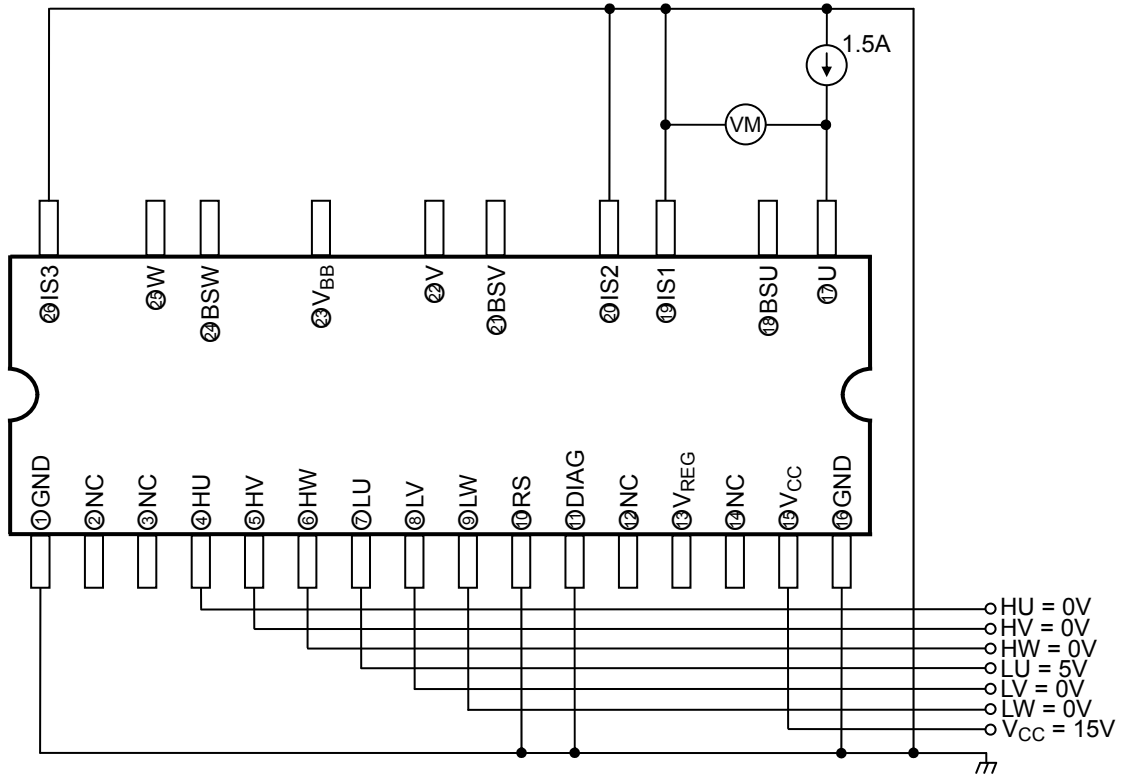 1.5A
VM
㉖IS3
㉕W
㉔BSW
㉓VBB
㉒V
㉑BSV
⑳IS2
⑲IS1
⑱BSU
⑰U
①GND
②NC
③NC
④HU
⑤HV
⑥HW
⑦LU
⑧LV
⑨LW
⑩RS
⑪DIAG
⑫NC
⑬VREG
⑭NC
⑮VCC
⑯GND
HU = 0V
HV = 0V
HW = 0V
LU = 5V
LV = 0V
LW = 0V
VCC = 15V